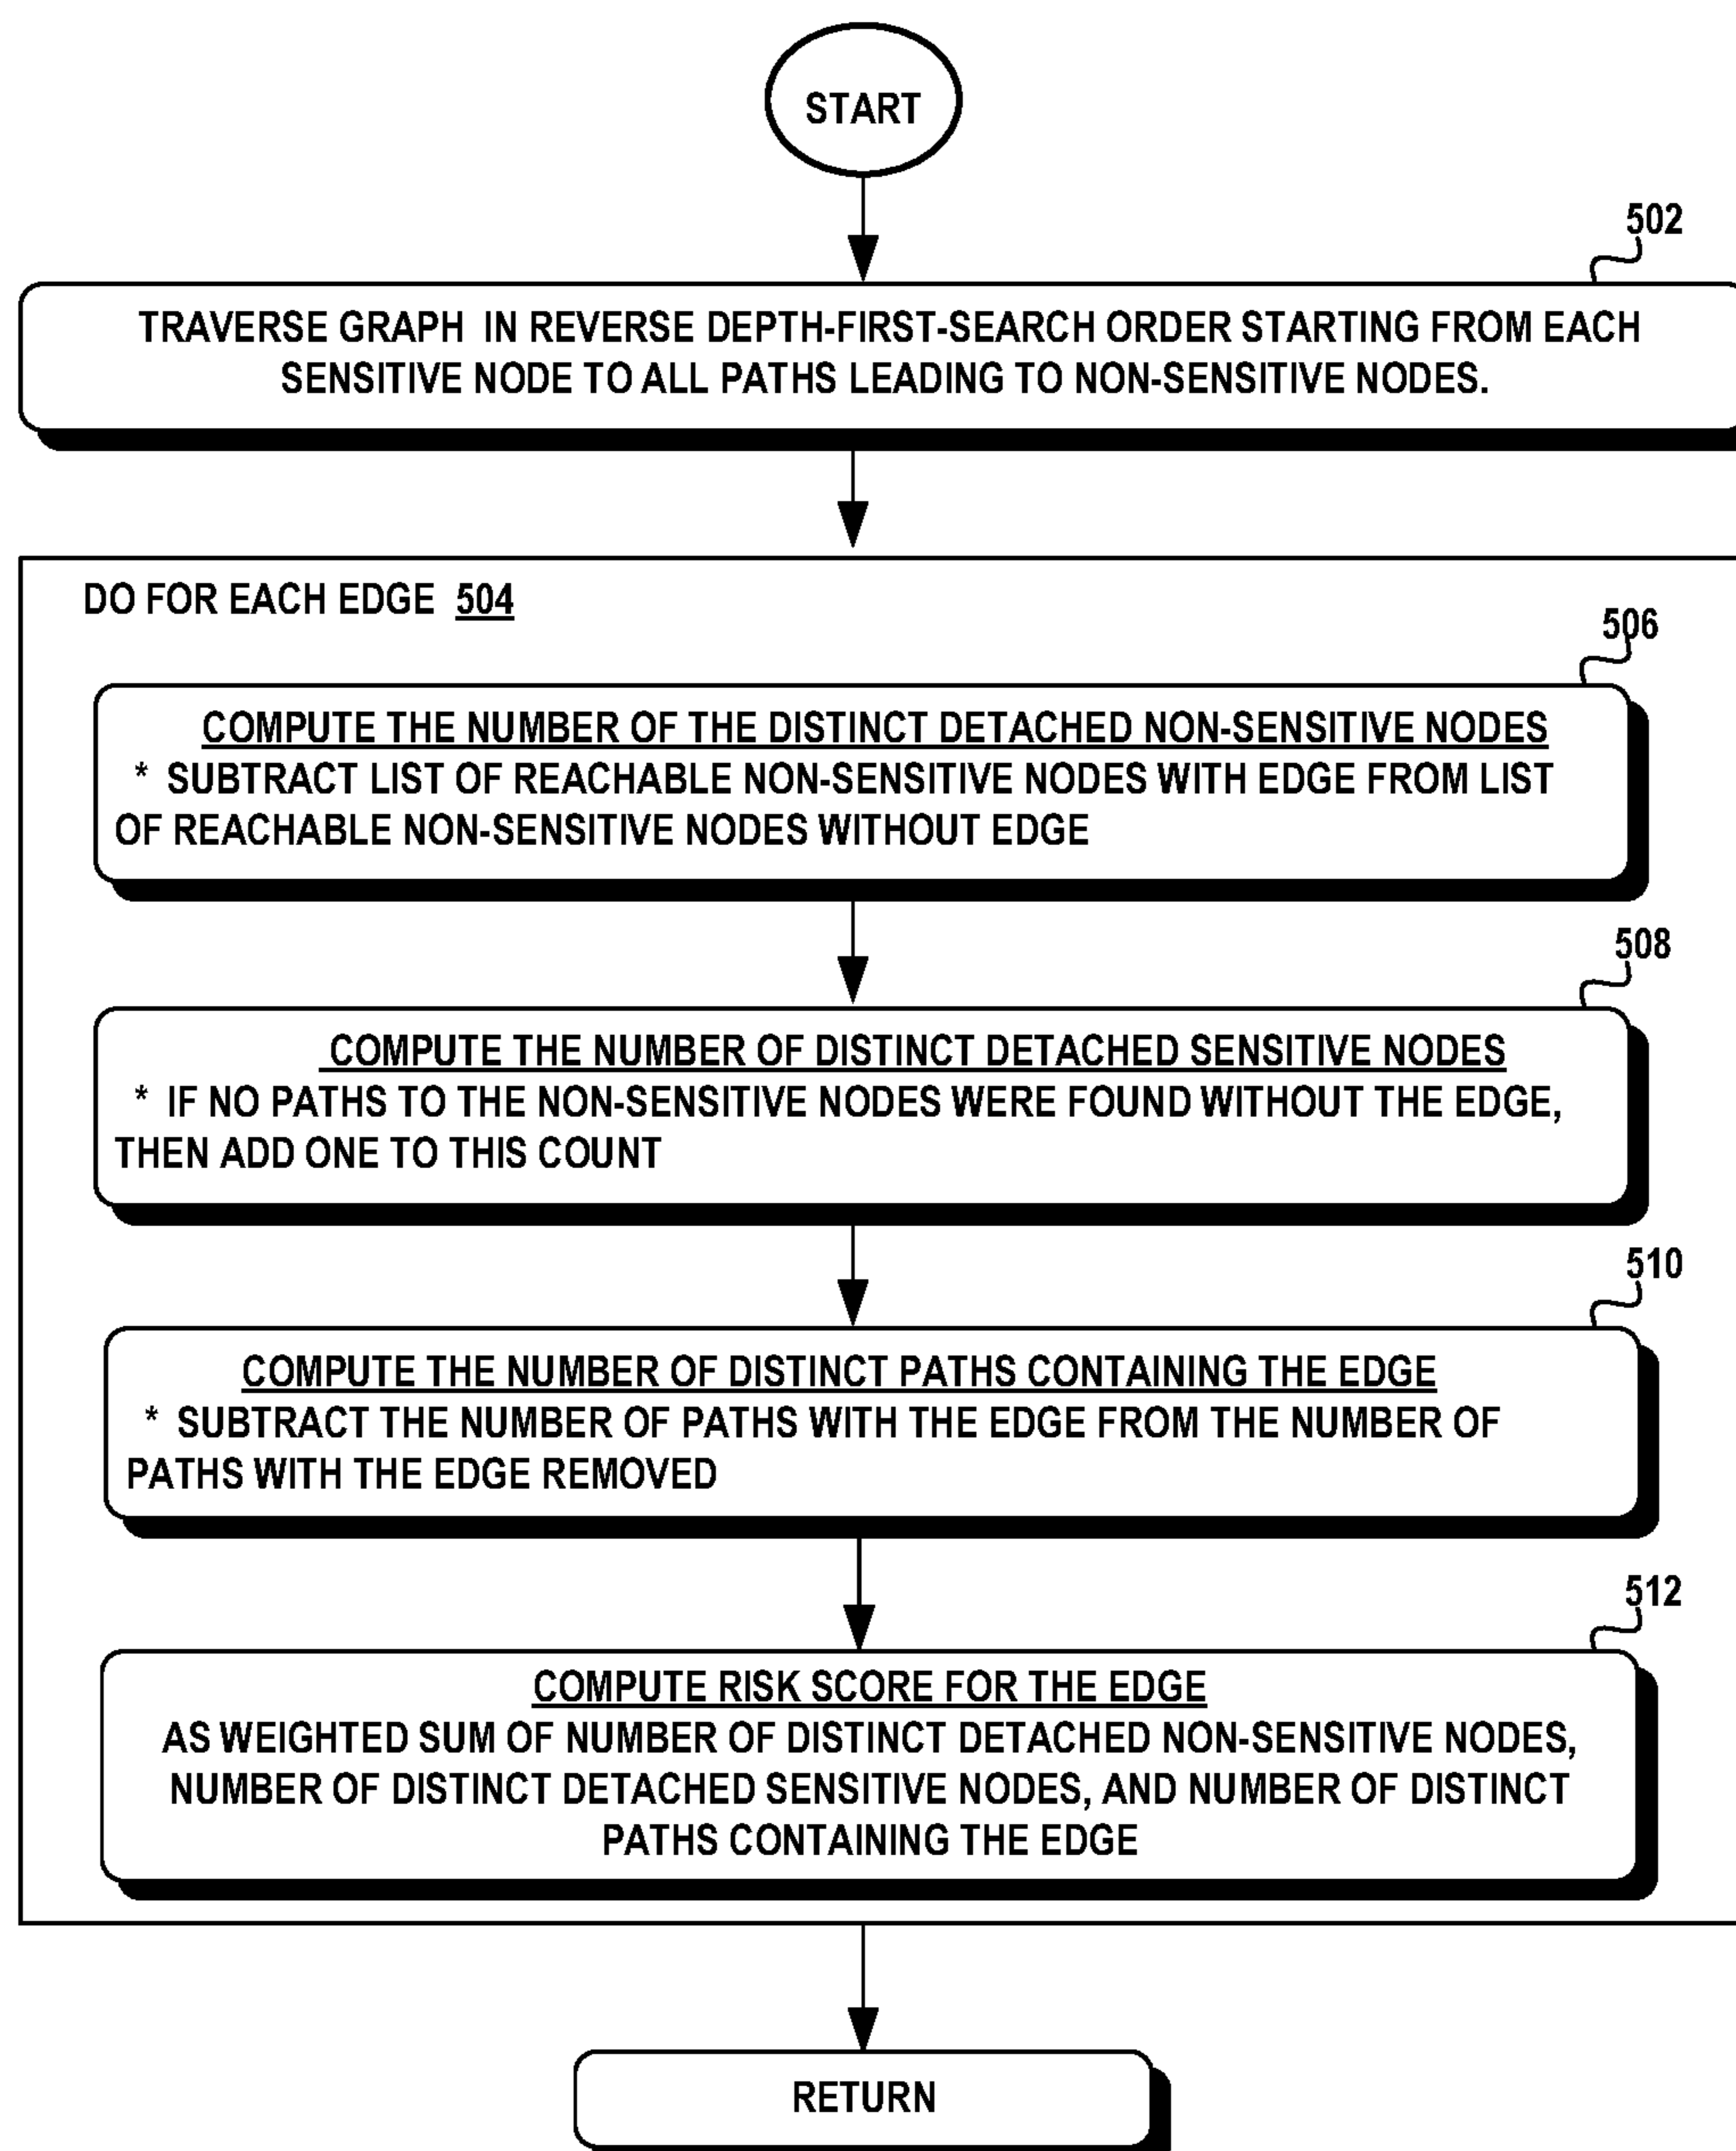 START
502
TRAVERSE GRAPH IN REVERSE DEPTH-FIRST-SEARCH ORDER STARTING FROM EACH
SENSITIVE NODE TO ALL PATHS LEADING TO NON-SENSITIVE NODES.
DO FOR EACH EDGE 504
506
COMPUTE THE NUMBER OF THE DISTINCT DETACHED NON-SENSITIVE NODES
* SUBTRACT LIST OF REACHABLE NON-SENSITIVE NODES WITH EDGE FROM LIST
OF REACHABLE NON-SENSITIVE NODES WITHOUT EDGE
508
COMPUTE THE NUMBER OF DISTINCT DETACHED SENSITIVE NODES
* IF NO PATHS TO THE NON-SENSITIVE NODES WERE FOUND WITHOUT THE EDGE,
THEN ADD ONE TO THIS COUNT
510
COMPUTE THE NUMBER OF DISTINCT PATHS CONTAINING THE EDGE
* SUBTRACT THE NUMBER OF PATHS WITH THE EDGE FROM THE NUMBER OF
PATHS WITH THE EDGE REMOVED
512
COMPUTE RISK SCORE FOR THE EDGE
AS WEIGHTED SUM OF NUMBER OF DISTINCT DETACHED NON-SENSITIVE NODES,
NUMBER OF DISTINCT DETACHED SENSITIVE NODES, AND NUMBER OF DISTINCT
PATHS CONTAINING THE EDGE
RETURN